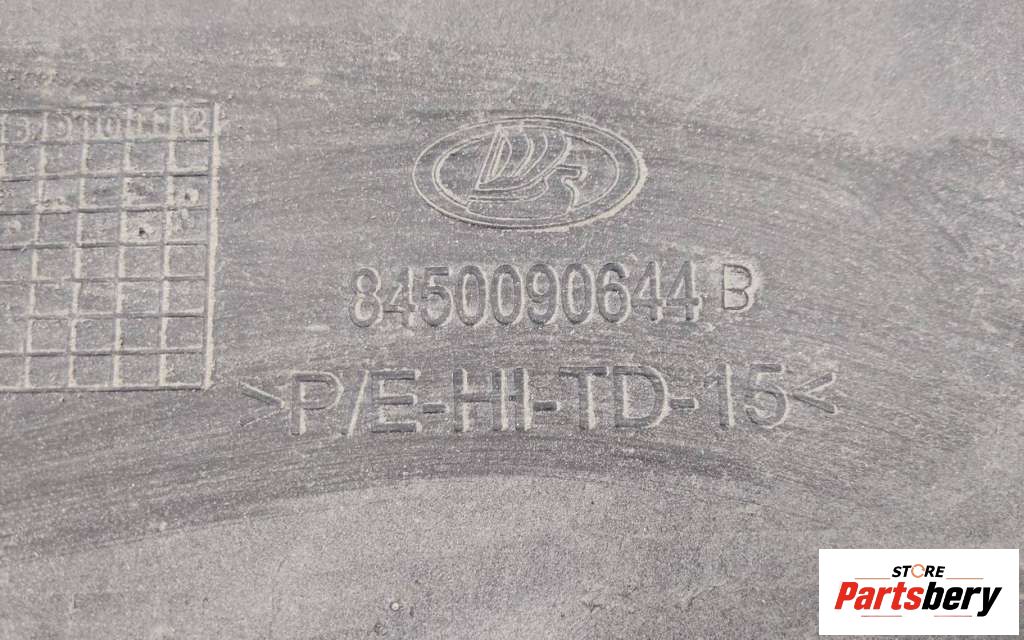 8450090644 B
>P/E-HI-TD-15<
STORE
Partsbery